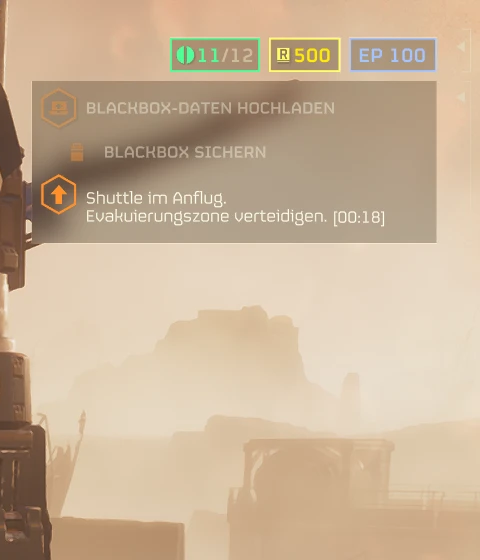 11/12 R 500 EP 100
BLACKBOX-DATEN HOCHLADEN
BLACKBOX SICHERN
Shuttle im Anflug.
Evakuierungszone verteidigen. [00:18]